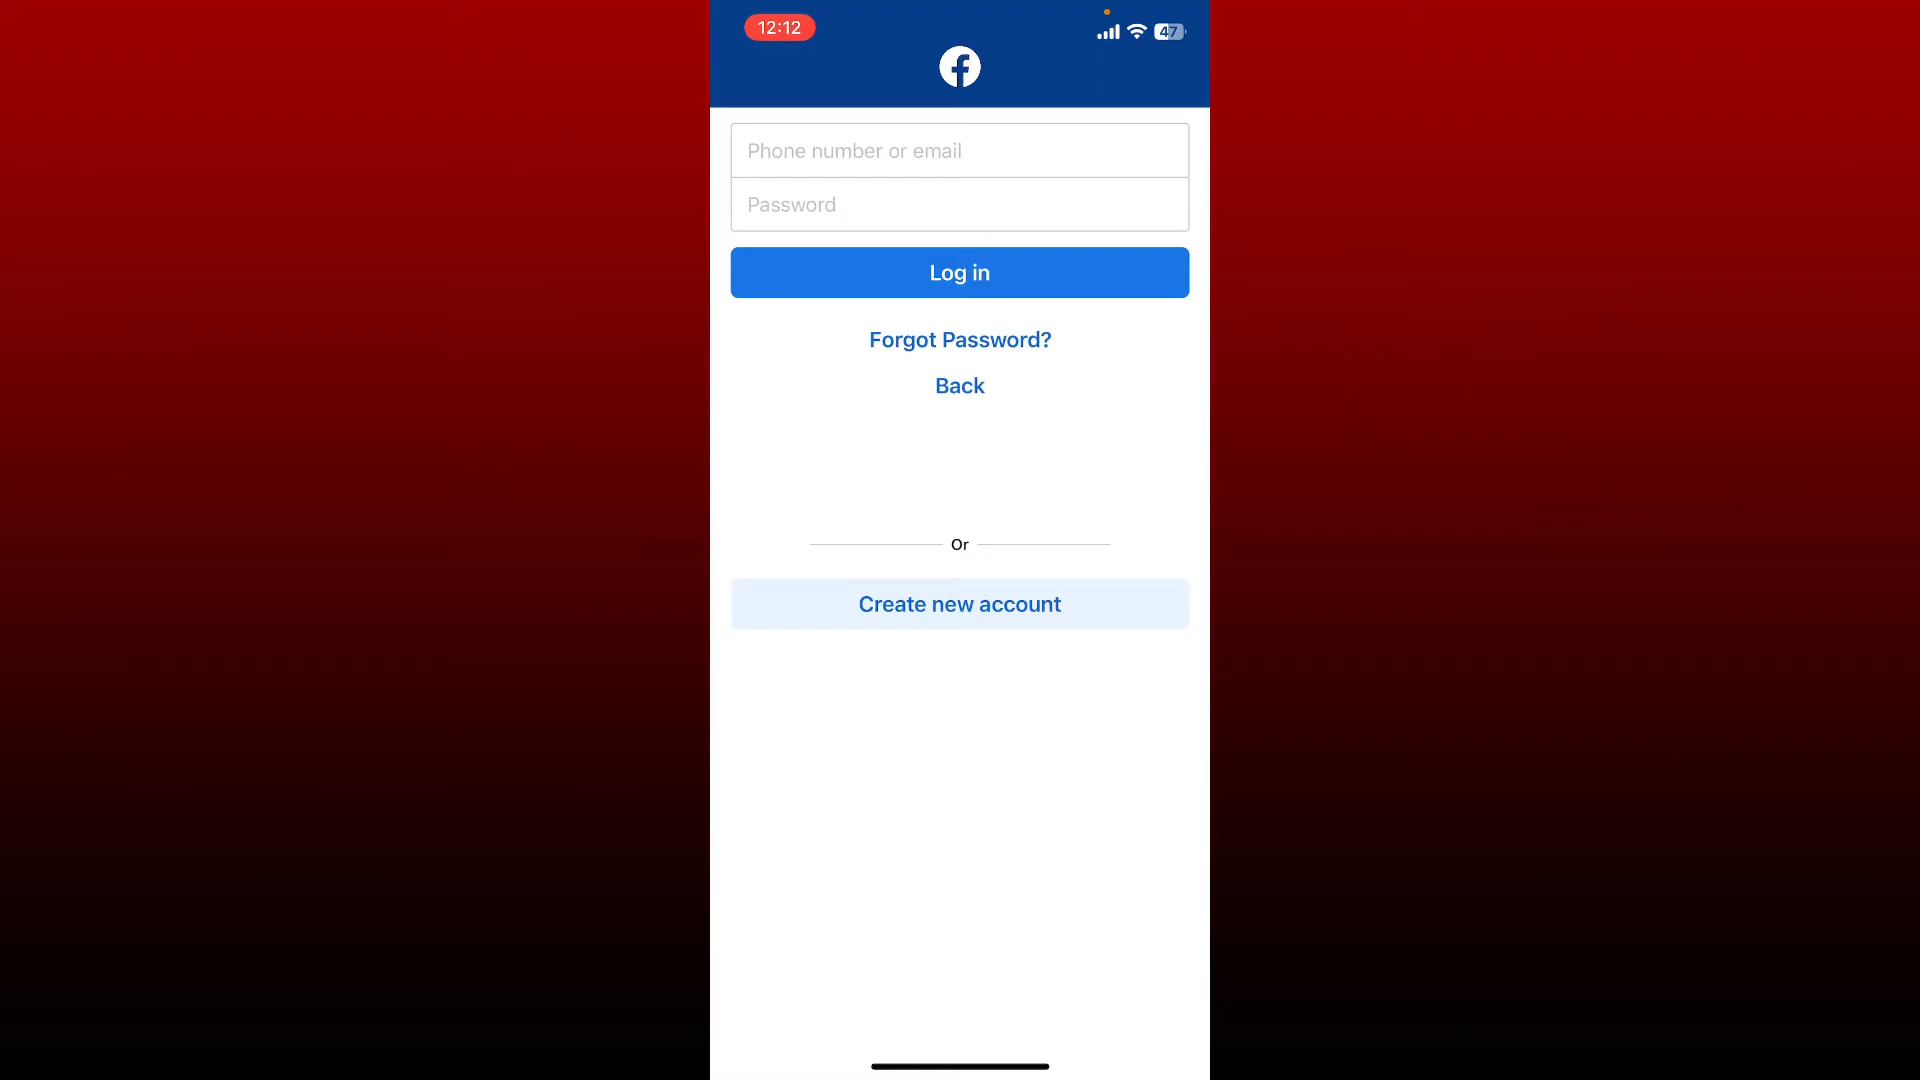 12:12
47
Phone number or email
Password
Log in
Forgot Password?
Back
Or
Create new account